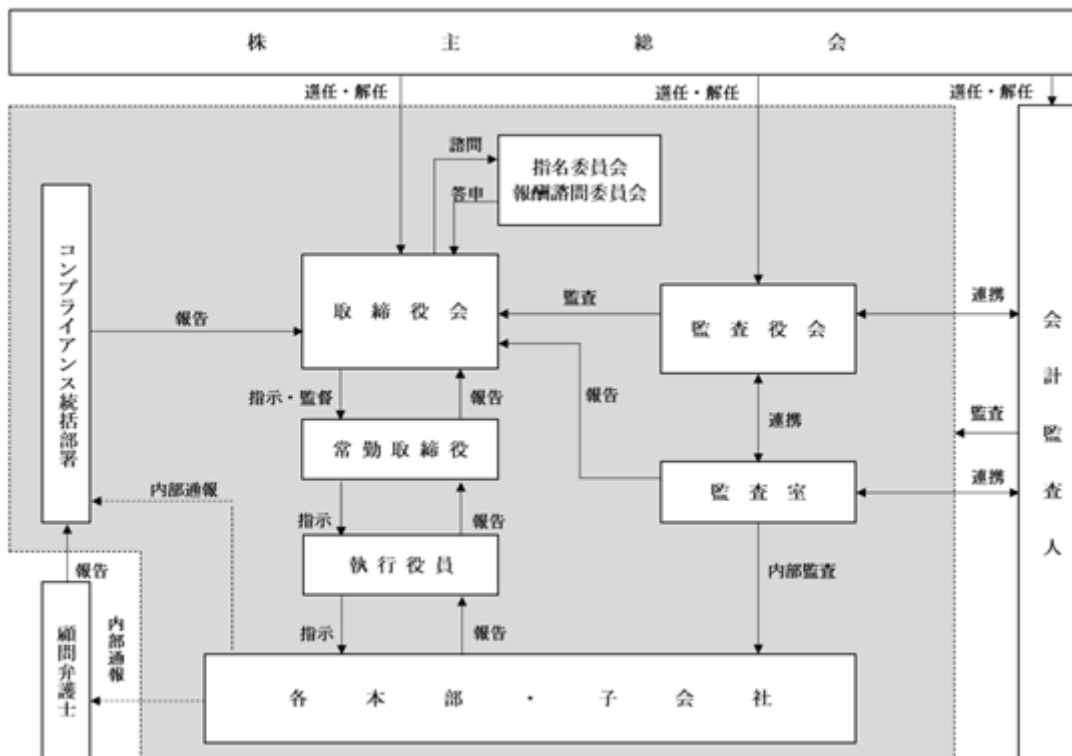 株主総会
選任・解任
選任・解任
選任・解任
諮問
指名委員会
報酬諮問委員会
答申
コンプライアンス統括部署
報告
取締役会
監査
監査役会
連携
会計監査人
指示・監督
報告
報告
連携
監査
常勤取締役
内部通報
監査室
連携
指示
報告
執行役員
内部監査
報告
顧問弁護士
内部通報
指示
報告
各本部・子会社